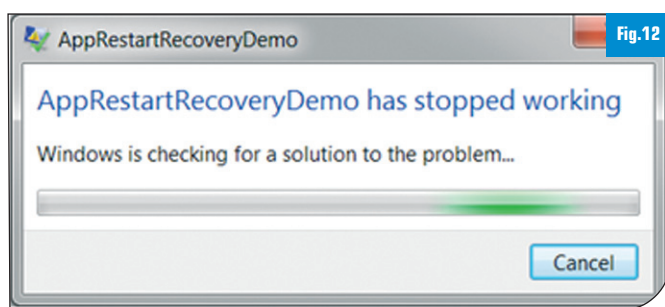 AppRestartRecoveryDemo
Fig.12
AppRestartRecoveryDemo has stopped working
Windows is checking for a solution to the problem...
Cancel